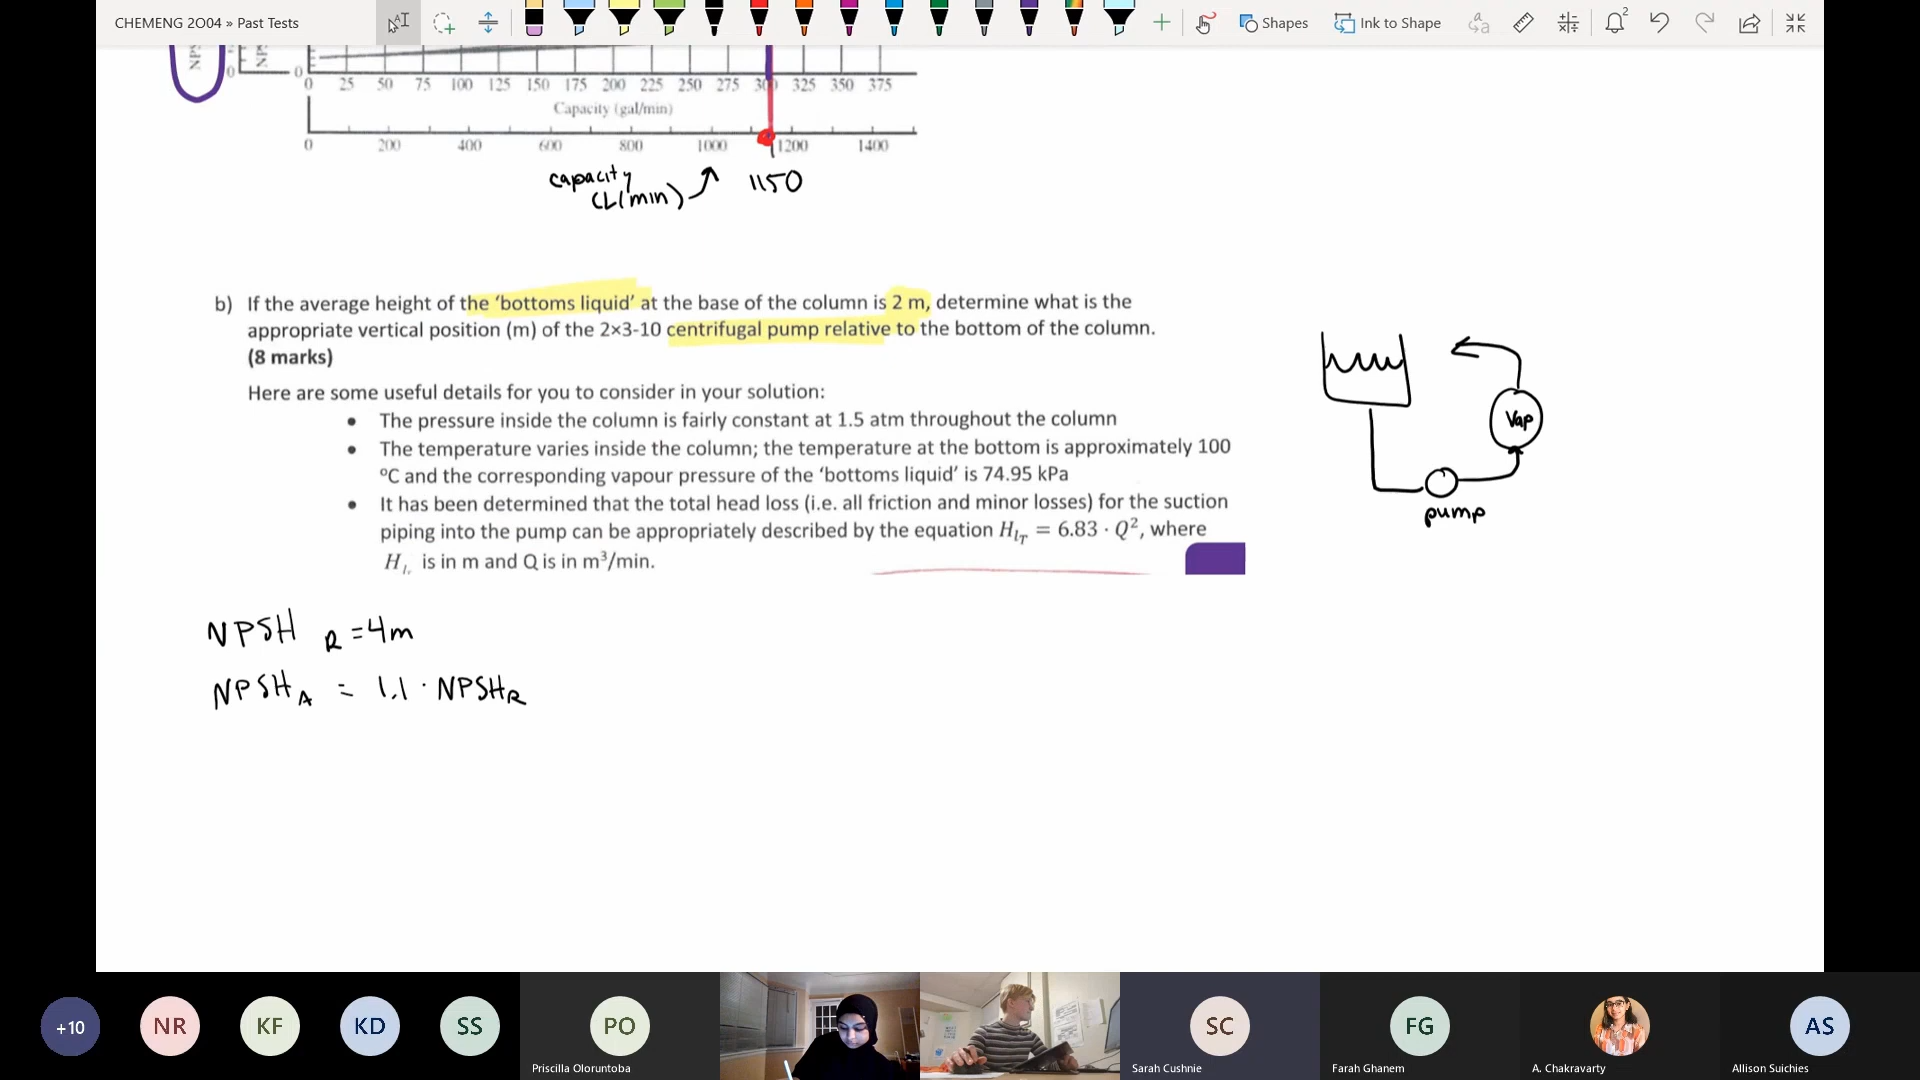 CHEMENG 2O04 » Past Tests
Shapes
Ink to Shape
2
0
0
0 25 50 75 100 125 150 175 200 225 250 275 300 325 350 375
Capacity (gal/min)
0 200 400 600 800 1000 1200 1400
capacity
(L/min)
1150
b) If the average height of the ‘bottoms liquid’ at the base of the column is 2 m, determine what is the
appropriate vertical position (m) of the 2×3-10 centrifugal pump relative to the bottom of the column.
(8 marks)
Here are some useful details for you to consider in your solution:
• The pressure inside the column is fairly constant at 1.5 atm throughout the column
• The temperature varies inside the column; the temperature at the bottom is approximately 100
ºC and the corresponding vapour pressure of the ‘bottoms liquid’ is 74.95 kPa
• It has been determined that the total head loss (i.e. all friction and minor losses) for the suction
piping into the pump can be appropriately described by the equation H_{l_T} = 6.83 · Q², where
H_l is in m and Q is in m³/min.
Vap
pump
NPSH R = 4m
NPSH_A = 1.1 · NPSH_R
+10
NR
KF
KD
SS
PO
Priscilla Oloruntoba
SC
Sarah Cushnie
FG
Farah Ghanem
A. Chakravarty
AS
Allison Suichies